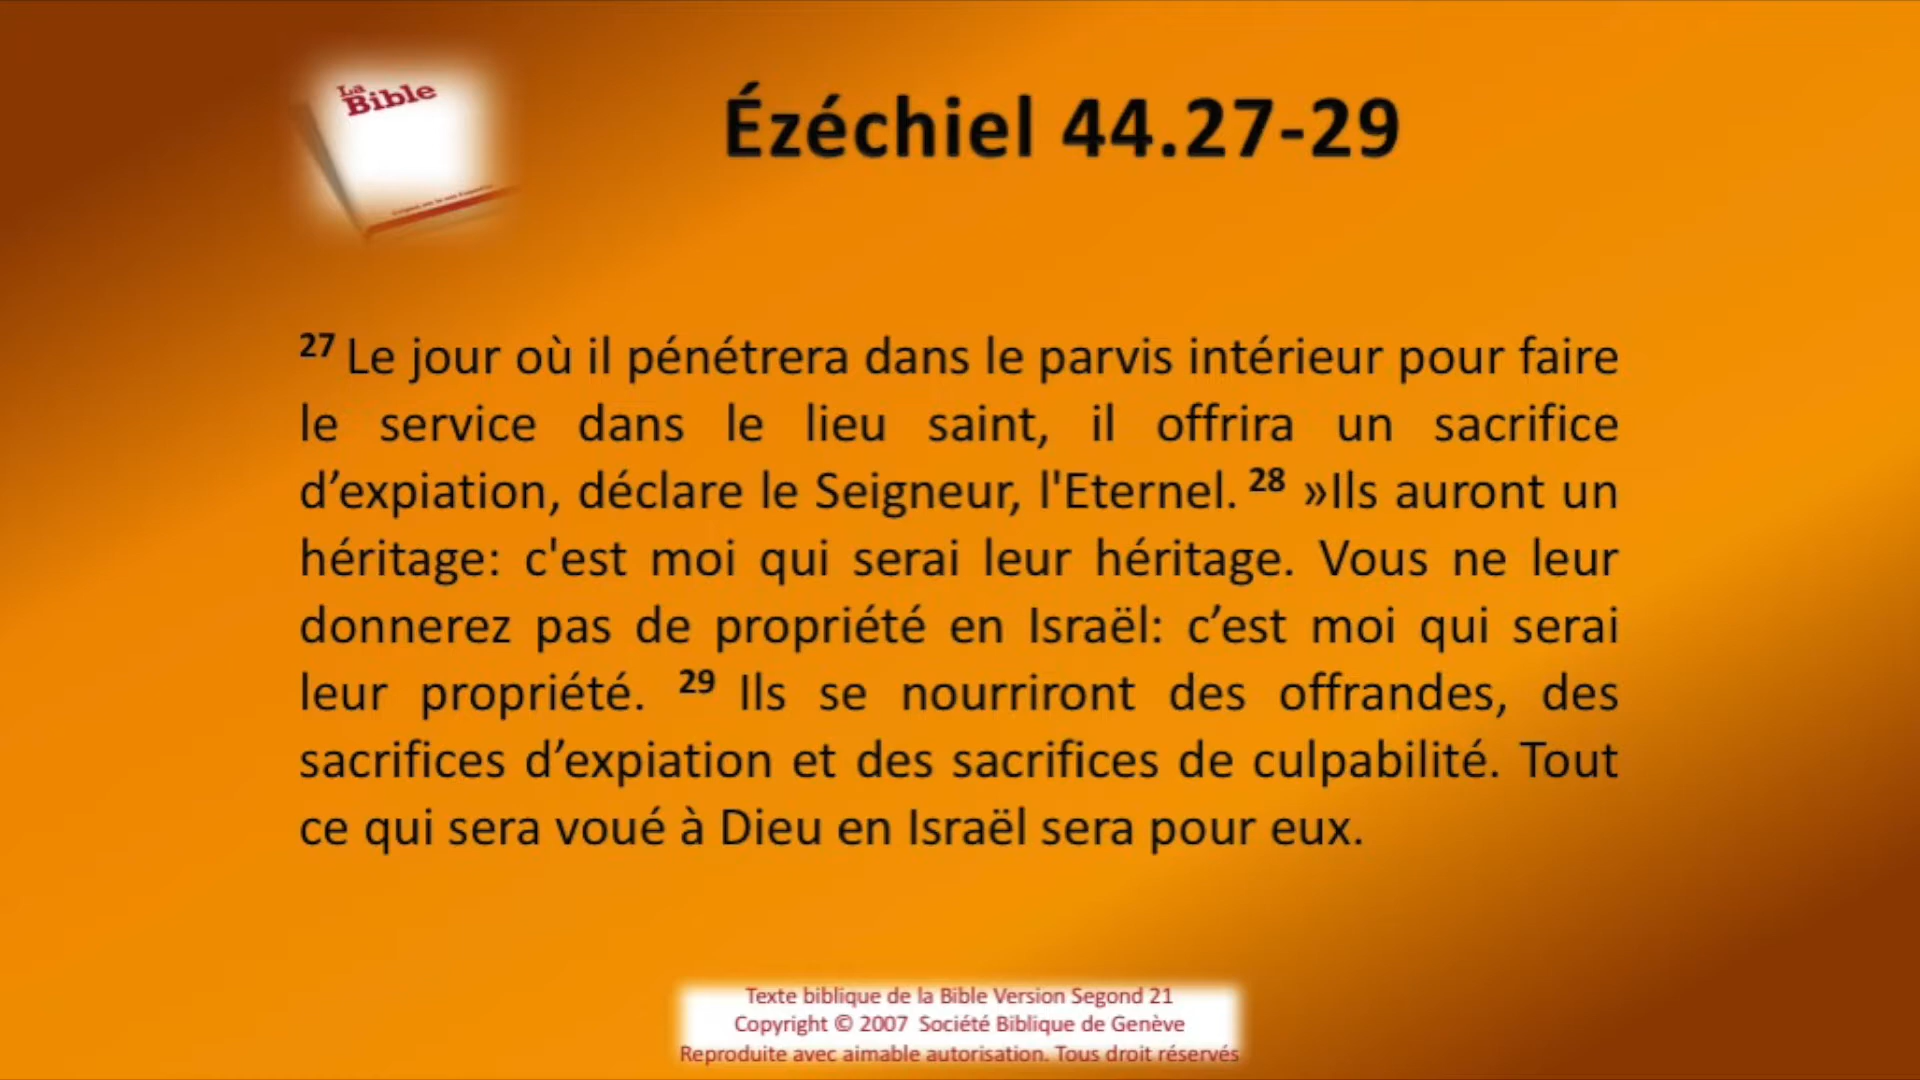 La
Bible
Ézéchiel 44.27-29
27 Le jour où il pénétrera dans le parvis intérieur pour faire
le service dans le lieu saint, il offrira un sacrifice
d’expiation, déclare le Seigneur, l'Eternel. 28 »Ils auront un
héritage: c'est moi qui serai leur héritage. Vous ne leur
donnerez pas de propriété en Israël: c’est moi qui serai
leur propriété. 29 Ils se nourriront des offrandes, des
sacrifices d’expiation et des sacrifices de culpabilité. Tout
ce qui sera voué à Dieu en Israël sera pour eux.
Texte biblique de la Bible Version Segond 21
Copyright © 2007 Société Biblique de Genève
Reproduite avec aimable autorisation. Tous droit réservés